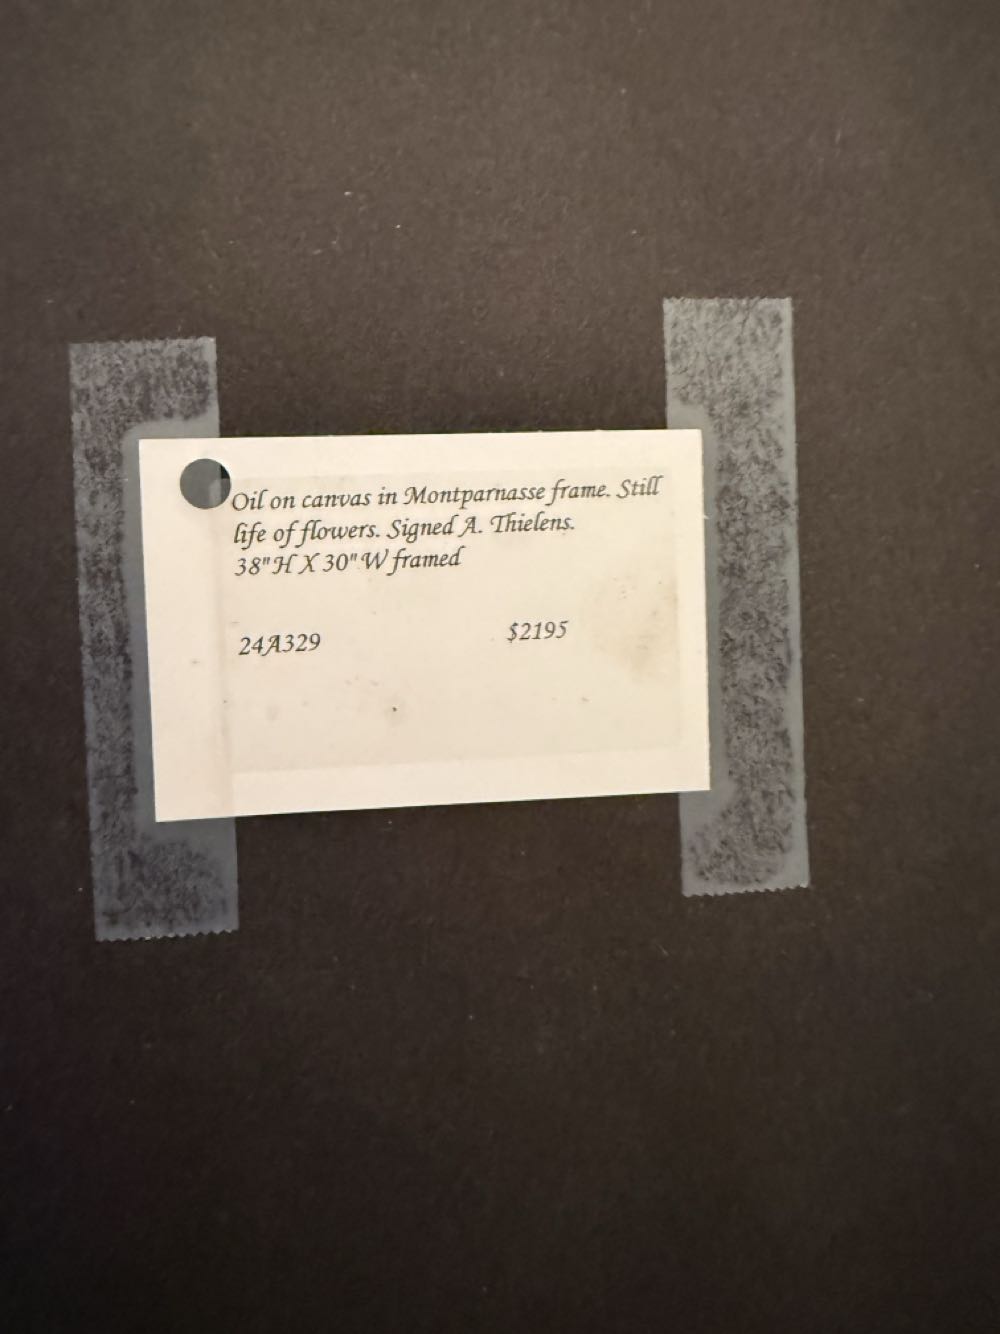 Oil on canvas in Montparnasse frame. Still
life of flowers. Signed A. Thielens.
38"H X 30" W framed
24A329 $2195